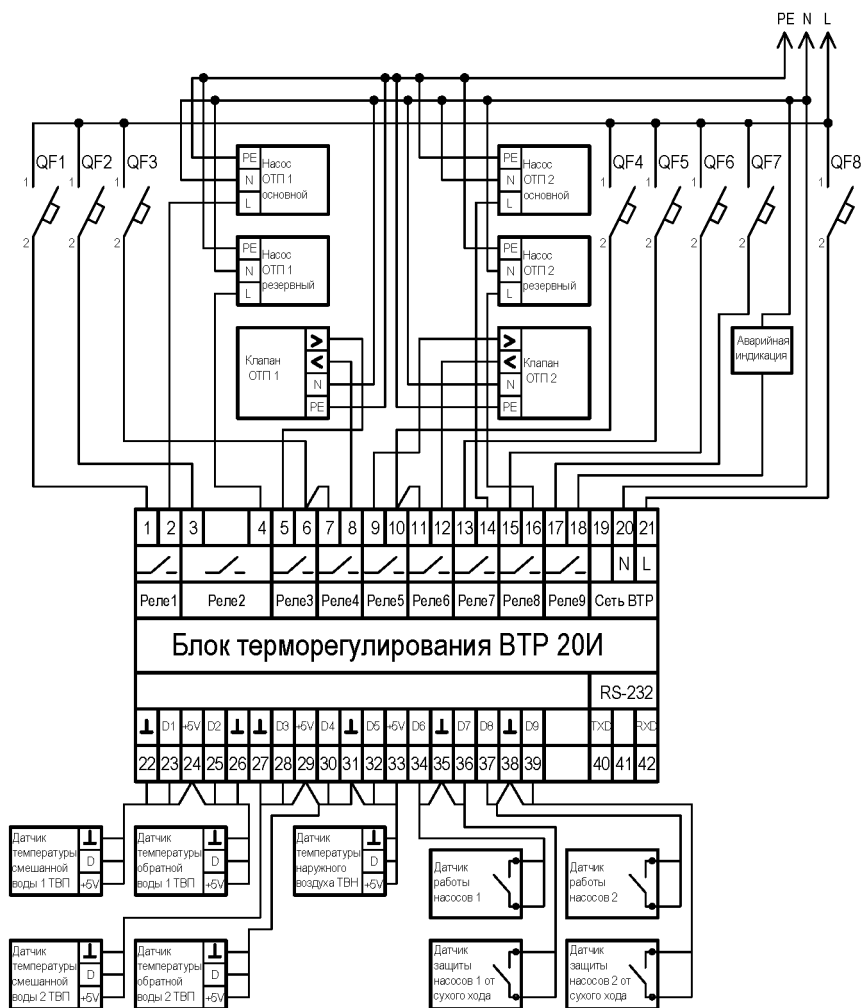 PE N L
QF1
QF2
QF3
QF4
QF5
QF6
QF7
QF8
1
1
1
1
1
1
1
1
2
2
2
2
2
2
2
2
PE
N
L
Насос
ОТП 1
основной
PE
N
L
Насос
ОТП 2
основной
PE
N
L
Насос
ОТП 1
резервный
PE
N
L
Насос
ОТП 2
резервный
Клапан
ОТП 1
>
<
N
PE
>
<
N
PE
Клапан
ОТП 2
Аварийная
индикация
1 2 3 4 5 6 7 8 9 10 11 12 13 14 15 16 17 18 19 20 21
N L
Реле1 Реле2 Реле3 Реле4 Реле5 Реле6 Реле7 Реле8 Реле9 Сеть ВТР
Блок терморегулирования ВТР 20И
RS-232
D1 +5V D2 D3 +5V D4 D5 +5V D6 D7 D8 D9 TXD RXD
22 23 24 25 26 27 28 29 30 31 32 33 34 35 36 37 38 39 40 41 42
Датчик
температуры
смешанной
воды 1 ТВП
D
+5V
Датчик
температуры
обратной
воды 1 ТВП
D
+5V
Датчик
температуры
наружного
воздуха ТВН
D
+5V
Датчик
работы
насосов 1
Датчик
работы
насосов 2
Датчик
температуры
смешанной
воды 2 ТВП
D
+5V
Датчик
температуры
обратной
воды 2 ТВП
D
+5V
Датчик
защиты
насосов 1 от
сухого хода
Датчик
защиты
насосов 2 от
сухого хода